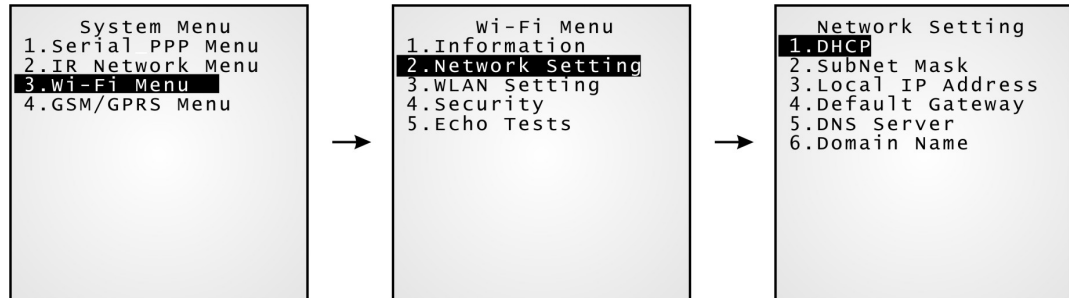 System Menu
1.Serial PPP Menu
2.IR Network Menu
3.Wi-Fi Menu
4.GSM/GPRS Menu
Wi-Fi Menu
1.Information
2.Network Setting
3.WLAN Setting
4.Security
5.Echo Tests
Network Setting
1.DHCP
2.SubNet Mask
3.Local IP Address
4.Default Gateway
5.DNS Server
6.Domain Name